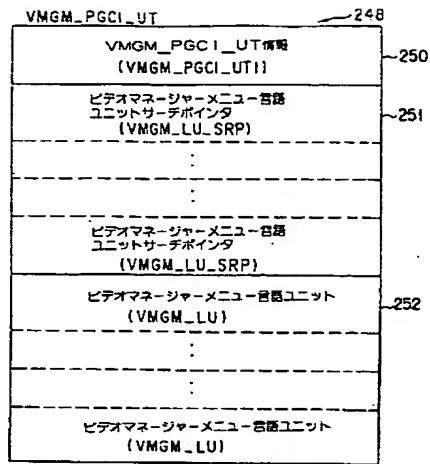 VMGM_PGCI_UT
248
VMGM_PGCI_UT情報
(VMGM_PGCI_UTI)
250
ビデオマネージャーメニュー言語
ユニットサーチポインタ
(VMGM_LU_SRP)
251
ビデオマネージャーメニュー言語
ユニットサーチポインタ
(VMGM_LU_SRP)
ビデオマネージャーメニュー言語ユニット
(VMGM_LU)
252
ビデオマネージャーメニュー言語ユニット
(VMGM_LU)